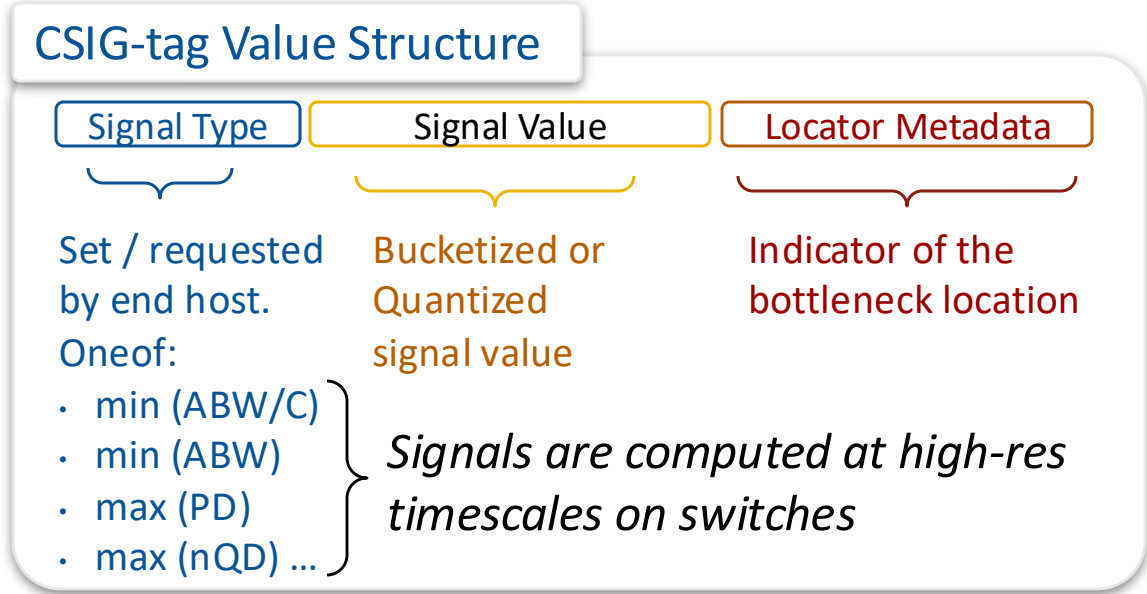 CSIG-tag Value Structure
Signal Type
Signal Value
Locator Metadata
Set / requested
by end host.
Oneof:
• min (ABW/C)
• min (ABW)
• max (PD)
• max (nQD) ...
Bucketized or
Quantized
signal value
Indicator of the
bottleneck location
Signals are computed at high-res
timescales on switches